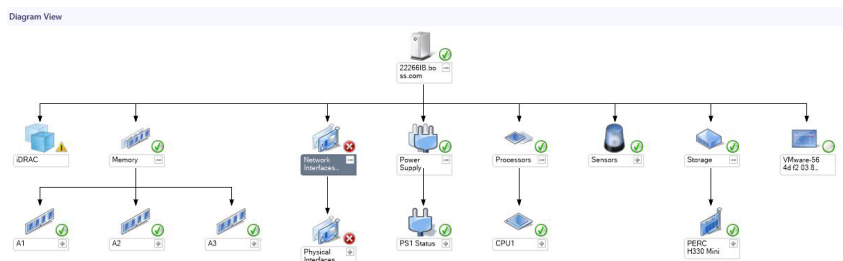 Diagram View
22266IB.bo
ss.com
iDRAC
Memory
Network
Interfaces...
Power
Supply
Processors
Sensors
Storage
VMware-56
4d f2 03 8...
A1
A2
A3
Physical
Interfaces
PS1 Status
CPU1
PERC
H330 Mini